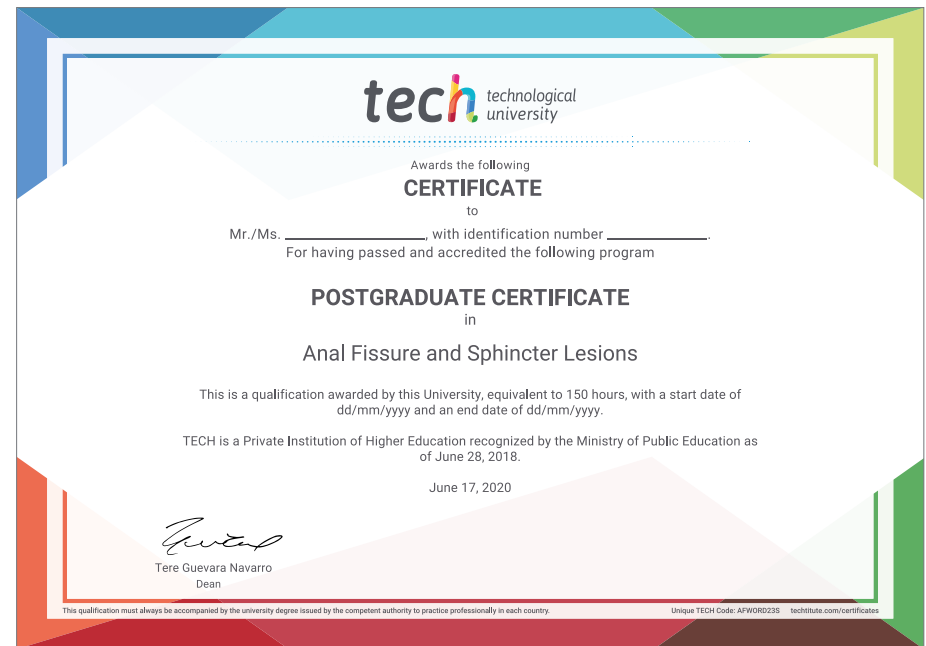 tech technological
university
Awards the following
CERTIFICATE
to
Mr./Ms. ____________________, with identification number ______________.
For having passed and accredited the following program
POSTGRADUATE CERTIFICATE
in
Anal Fissure and Sphincter Lesions
This is a qualification awarded by this University, equivalent to 150 hours, with a start date of
dd/mm/yyyy and an end date of dd/mm/yyyy.
TECH is a Private Institution of Higher Education recognized by the Ministry of Public Education as
of June 28, 2018.
June 17, 2020
Tere Guevara Navarro
Dean
This qualification must always be accompanied by the university degree issued by the competent authority to practice professionally in each country. Unique TECH Code: AFWORD23S techtitute.com/certificates